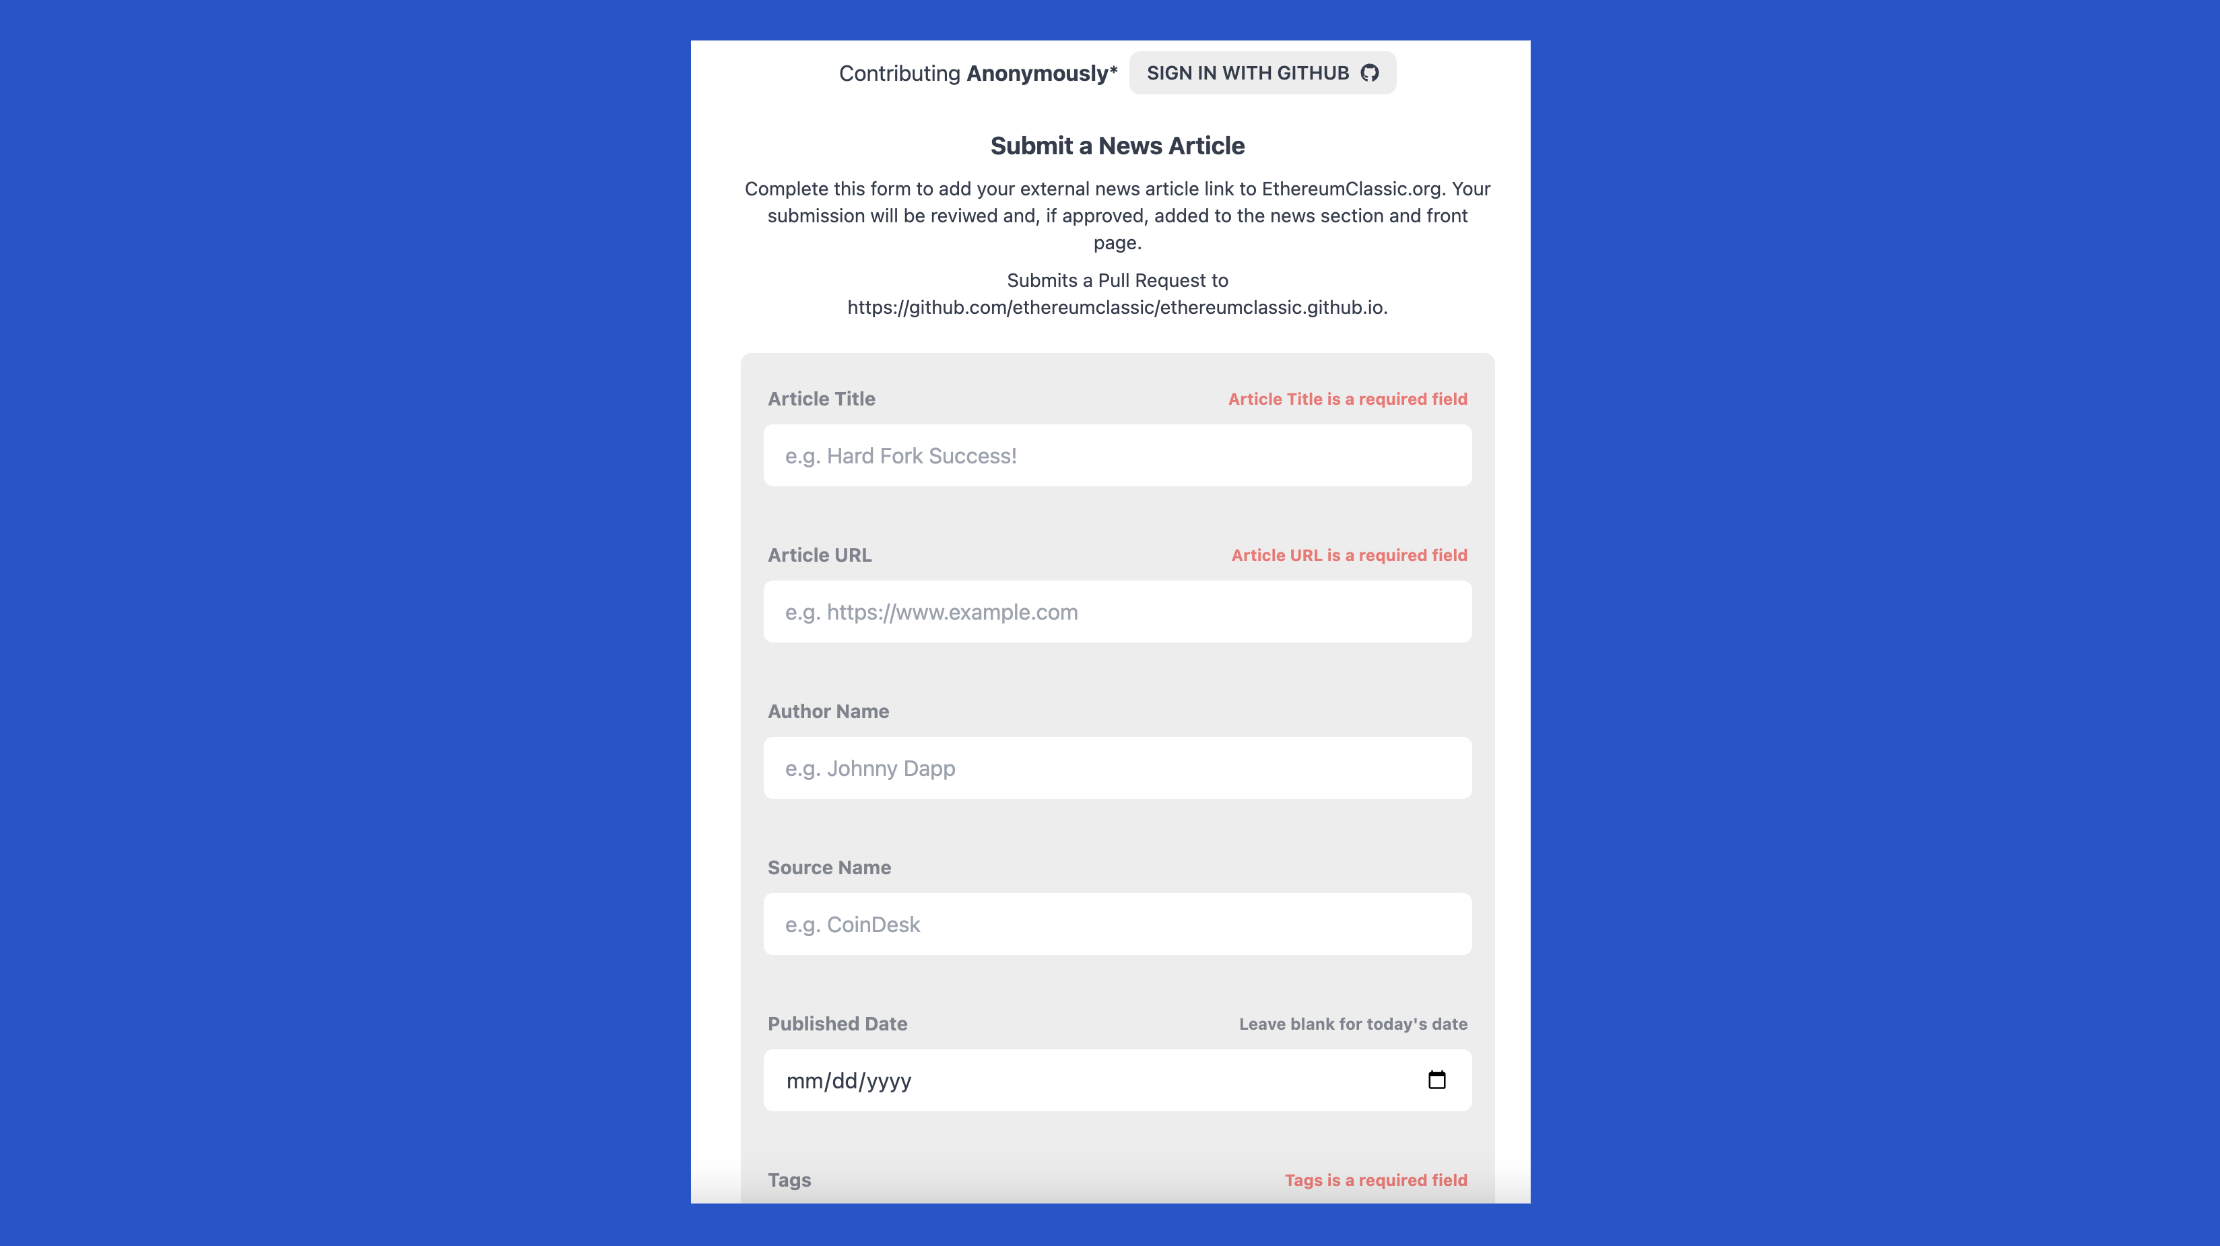 Contributing Anonymously* SIGN IN WITH GITHUB
Submit a News Article
Complete this form to add your external news article link to EthereumClassic.org. Your
submission will be reviwed and, if approved, added to the news section and front
page.
Submits a Pull Request to
https://github.com/ethereumclassic/ethereumclassic.github.io.
Article Title Article Title is a required field
e.g. Hard Fork Success!
Article URL Article URL is a required field
e.g. https://www.example.com
Author Name
e.g. Johnny Dapp
Source Name
e.g. CoinDesk
Published Date Leave blank for today's date
mm/dd/yyyy
Tags Tags is a required field